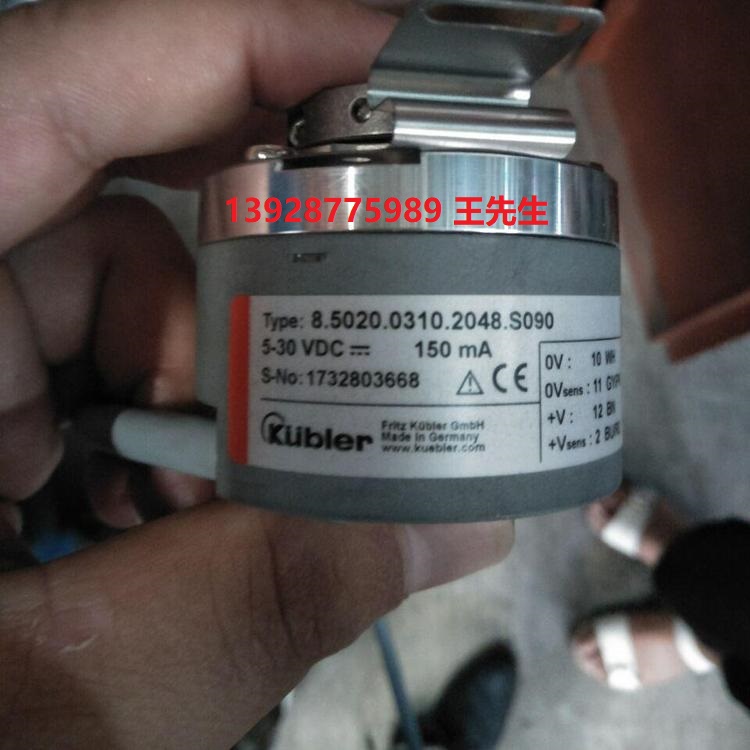 13928775989 王先生
Type: 8.5020.0310.2048.S090
5-30 VDC 150 mA
S-No: 1732803668
CE
Kübler
Fritz Kübler GmbH
Made in Germany
www.kuebler.com
0V : 10 WH
0Vsens : 11
+V : 12 BN
+Vsens : 2